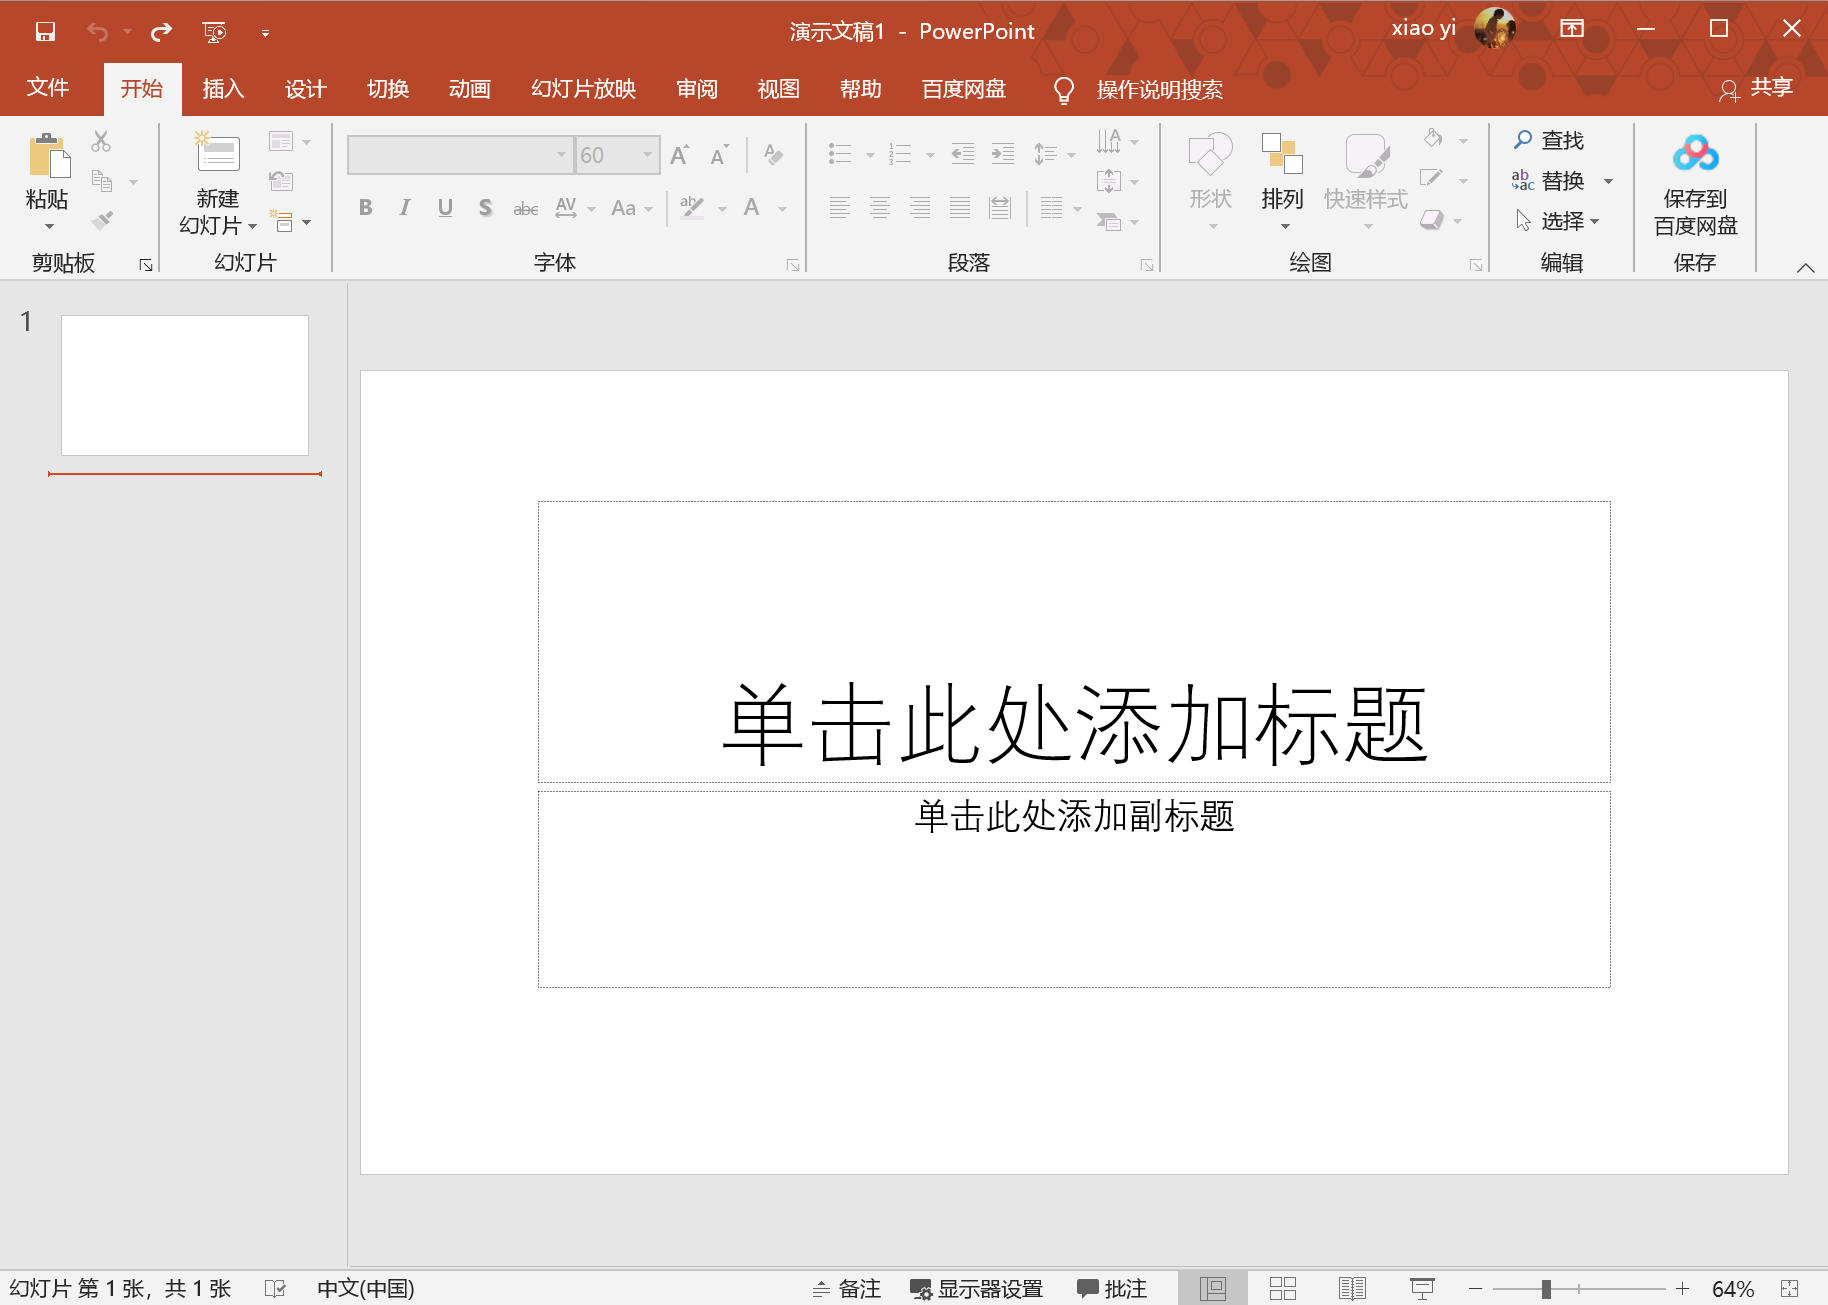 演示文稿1 - PowerPoint
xiao yi
文件 开始 插入 设计 切换 动画 幻灯片放映 审阅 视图 帮助 百度网盘 操作说明搜索 共享
粘贴
剪贴板
新建
幻灯片
幻灯片
60
A A A
B I U S abc AV Aa ab A
字体
A
段落
形状
排列
快速样式
绘图
查找
ab
ac 替换
选择
编辑
保存到
百度网盘
保存
1
单击此处添加标题
单击此处添加副标题
幻灯片 第 1 张，共 1 张 中文(中国) 备注 显示器设置 批注 64%